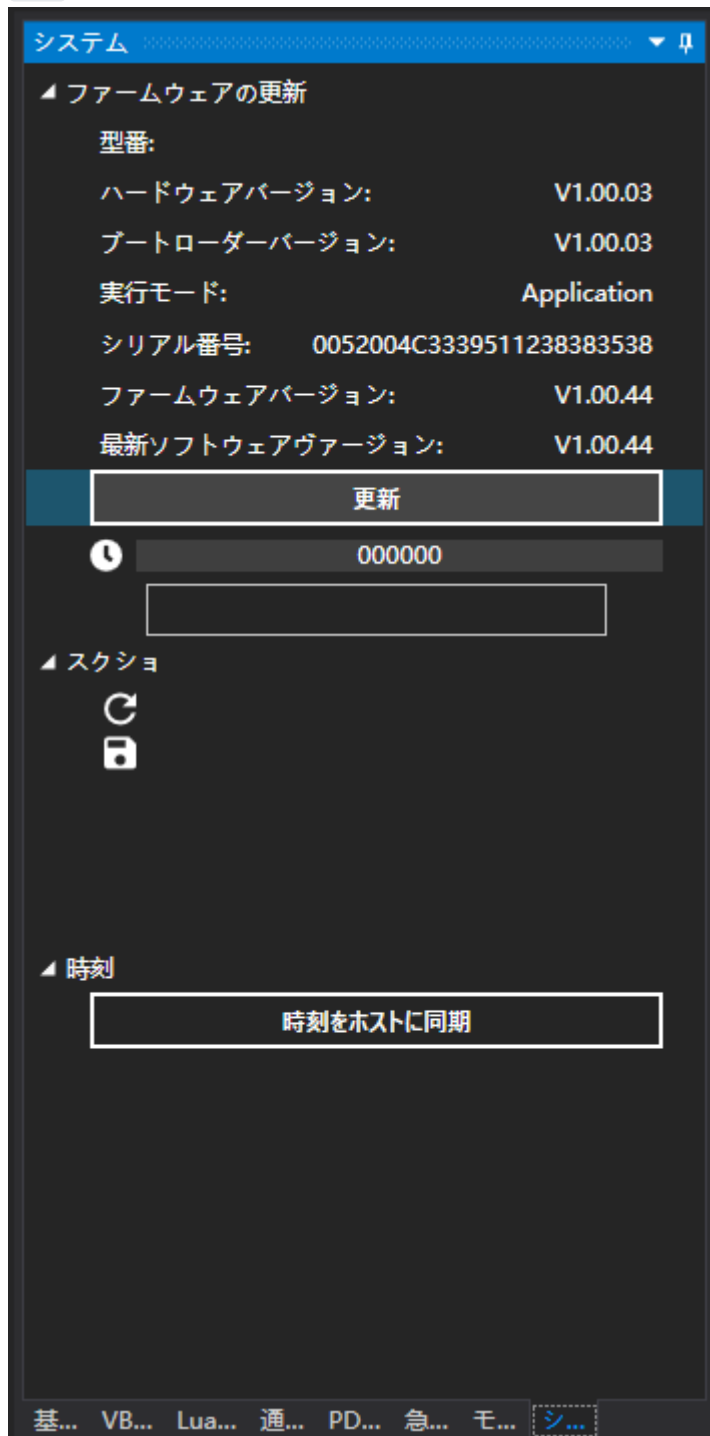 システム
ファームウェアの更新
型番:
ハードウェアバージョン: V1.00.03
ブートローダーバージョン: V1.00.03
実行モード: Application
シリアル番号: 0052004C3339511238383538
ファームウェアバージョン: V1.00.44
最新ソフトウェアヴァージョン: V1.00.44
更新
000000
スクショ
時刻
時刻をホストに同期
基... VB... Lua... 通... PD... 急... モ... シ...